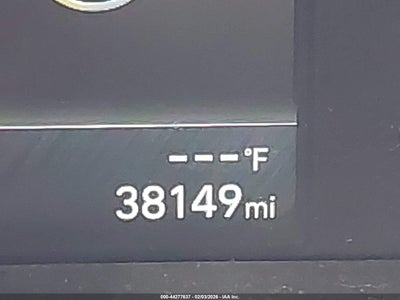 ---°F
38149mi
000-44277637 - 02/03/2026 - IAA Inc.